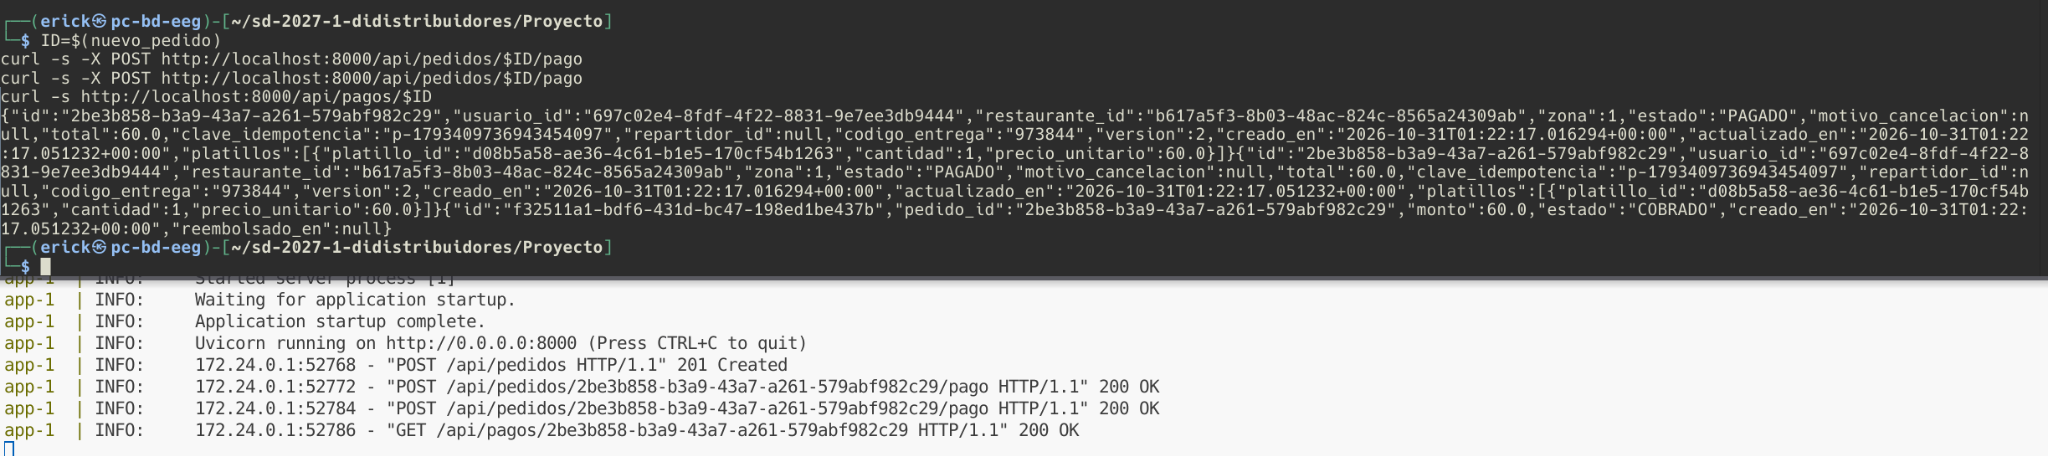 ┌──(erick㉿pc-bd-eeg)-[~/sd-2027-1-didistribuidores/Proyecto]
└─$ ID=$(nuevo_pedido)
curl -s -X POST http://localhost:8000/api/pedidos/$ID/pago
curl -s -X POST http://localhost:8000/api/pedidos/$ID/pago
curl -s http://localhost:8000/api/pagos/$ID
{"id":"2be3b858-b3a9-43a7-a261-579abf982c29","usuario_id":"697c02e4-8fdf-4f22-8831-9e7ee3db9444","restaurante_id":"b617a5f3-8b03-48ac-824c-8565a24309ab","zona":1,"estado":"PAGADO","motivo_cancelacion":n
ull,"total":60.0,"clave_idempotencia":"p-1793409736943454097","repartidor_id":null,"codigo_entrega":"973844","version":2,"creado_en":"2026-10-31T01:22:17.016294+00:00","actualizado_en":"2026-10-31T01:22
:17.051232+00:00","platillos":[{"platillo_id":"d08b5a58-ae36-4c61-b1e5-170cf54b1263","cantidad":1,"precio_unitario":60.0}]}{"id":"2be3b858-b3a9-43a7-a261-579abf982c29","usuario_id":"697c02e4-8fdf-4f22-8
831-9e7ee3db9444","restaurante_id":"b617a5f3-8b03-48ac-824c-8565a24309ab","zona":1,"estado":"PAGADO","motivo_cancelacion":null,"total":60.0,"clave_idempotencia":"p-1793409736943454097","repartidor_id":n
ull,"codigo_entrega":"973844","version":2,"creado_en":"2026-10-31T01:22:17.016294+00:00","actualizado_en":"2026-10-31T01:22:17.051232+00:00","platillos":[{"platillo_id":"d08b5a58-ae36-4c61-b1e5-170cf54b
1263","cantidad":1,"precio_unitario":60.0}]}{"id":"f32511a1-bdf6-431d-bc47-198ed1be437b","pedido_id":"2be3b858-b3a9-43a7-a261-579abf982c29","monto":60.0,"estado":"COBRADO","creado_en":"2026-10-31T01:22:
17.051232+00:00","reembolsado_en":null}
┌──(erick㉿pc-bd-eeg)-[~/sd-2027-1-didistribuidores/Proyecto]
└─$
app-1 | INFO: Started server process [1]
app-1 | INFO: Waiting for application startup.
app-1 | INFO: Application startup complete.
app-1 | INFO: Uvicorn running on http://0.0.0.0:8000 (Press CTRL+C to quit)
app-1 | INFO: 172.24.0.1:52768 - "POST /api/pedidos HTTP/1.1" 201 Created
app-1 | INFO: 172.24.0.1:52772 - "POST /api/pedidos/2be3b858-b3a9-43a7-a261-579abf982c29/pago HTTP/1.1" 200 OK
app-1 | INFO: 172.24.0.1:52784 - "POST /api/pedidos/2be3b858-b3a9-43a7-a261-579abf982c29/pago HTTP/1.1" 200 OK
app-1 | INFO: 172.24.0.1:52786 - "GET /api/pagos/2be3b858-b3a9-43a7-a261-579abf982c29 HTTP/1.1" 200 OK